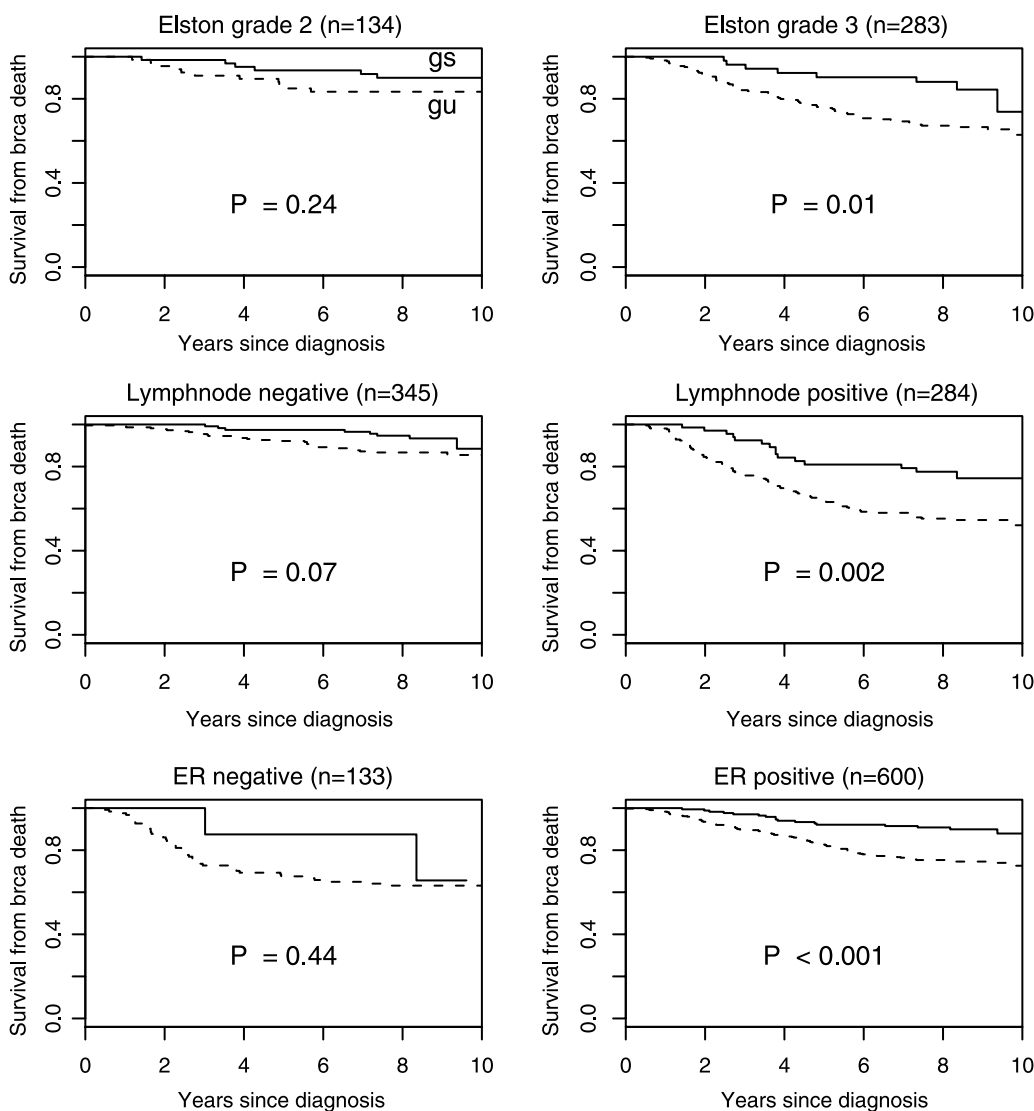 Elston grade 2 (n=134)
Survival from brca death
0.0 0.4 0.8
gs
gu
P = 0.24
0 2 4 6 8 10
Years since diagnosis
Elston grade 3 (n=283)
Survival from brca death
0.0 0.4 0.8
P = 0.01
0 2 4 6 8 10
Years since diagnosis
Lymphnode negative (n=345)
Survival from brca death
0.0 0.4 0.8
P = 0.07
0 2 4 6 8 10
Years since diagnosis
Lymphnode positive (n=284)
Survival from brca death
0.0 0.4 0.8
P = 0.002
0 2 4 6 8 10
Years since diagnosis
ER negative (n=133)
Survival from brca death
0.0 0.4 0.8
P = 0.44
0 2 4 6 8 10
Years since diagnosis
ER positive (n=600)
Survival from brca death
0.0 0.4 0.8
P < 0.001
0 2 4 6 8 10
Years since diagnosis